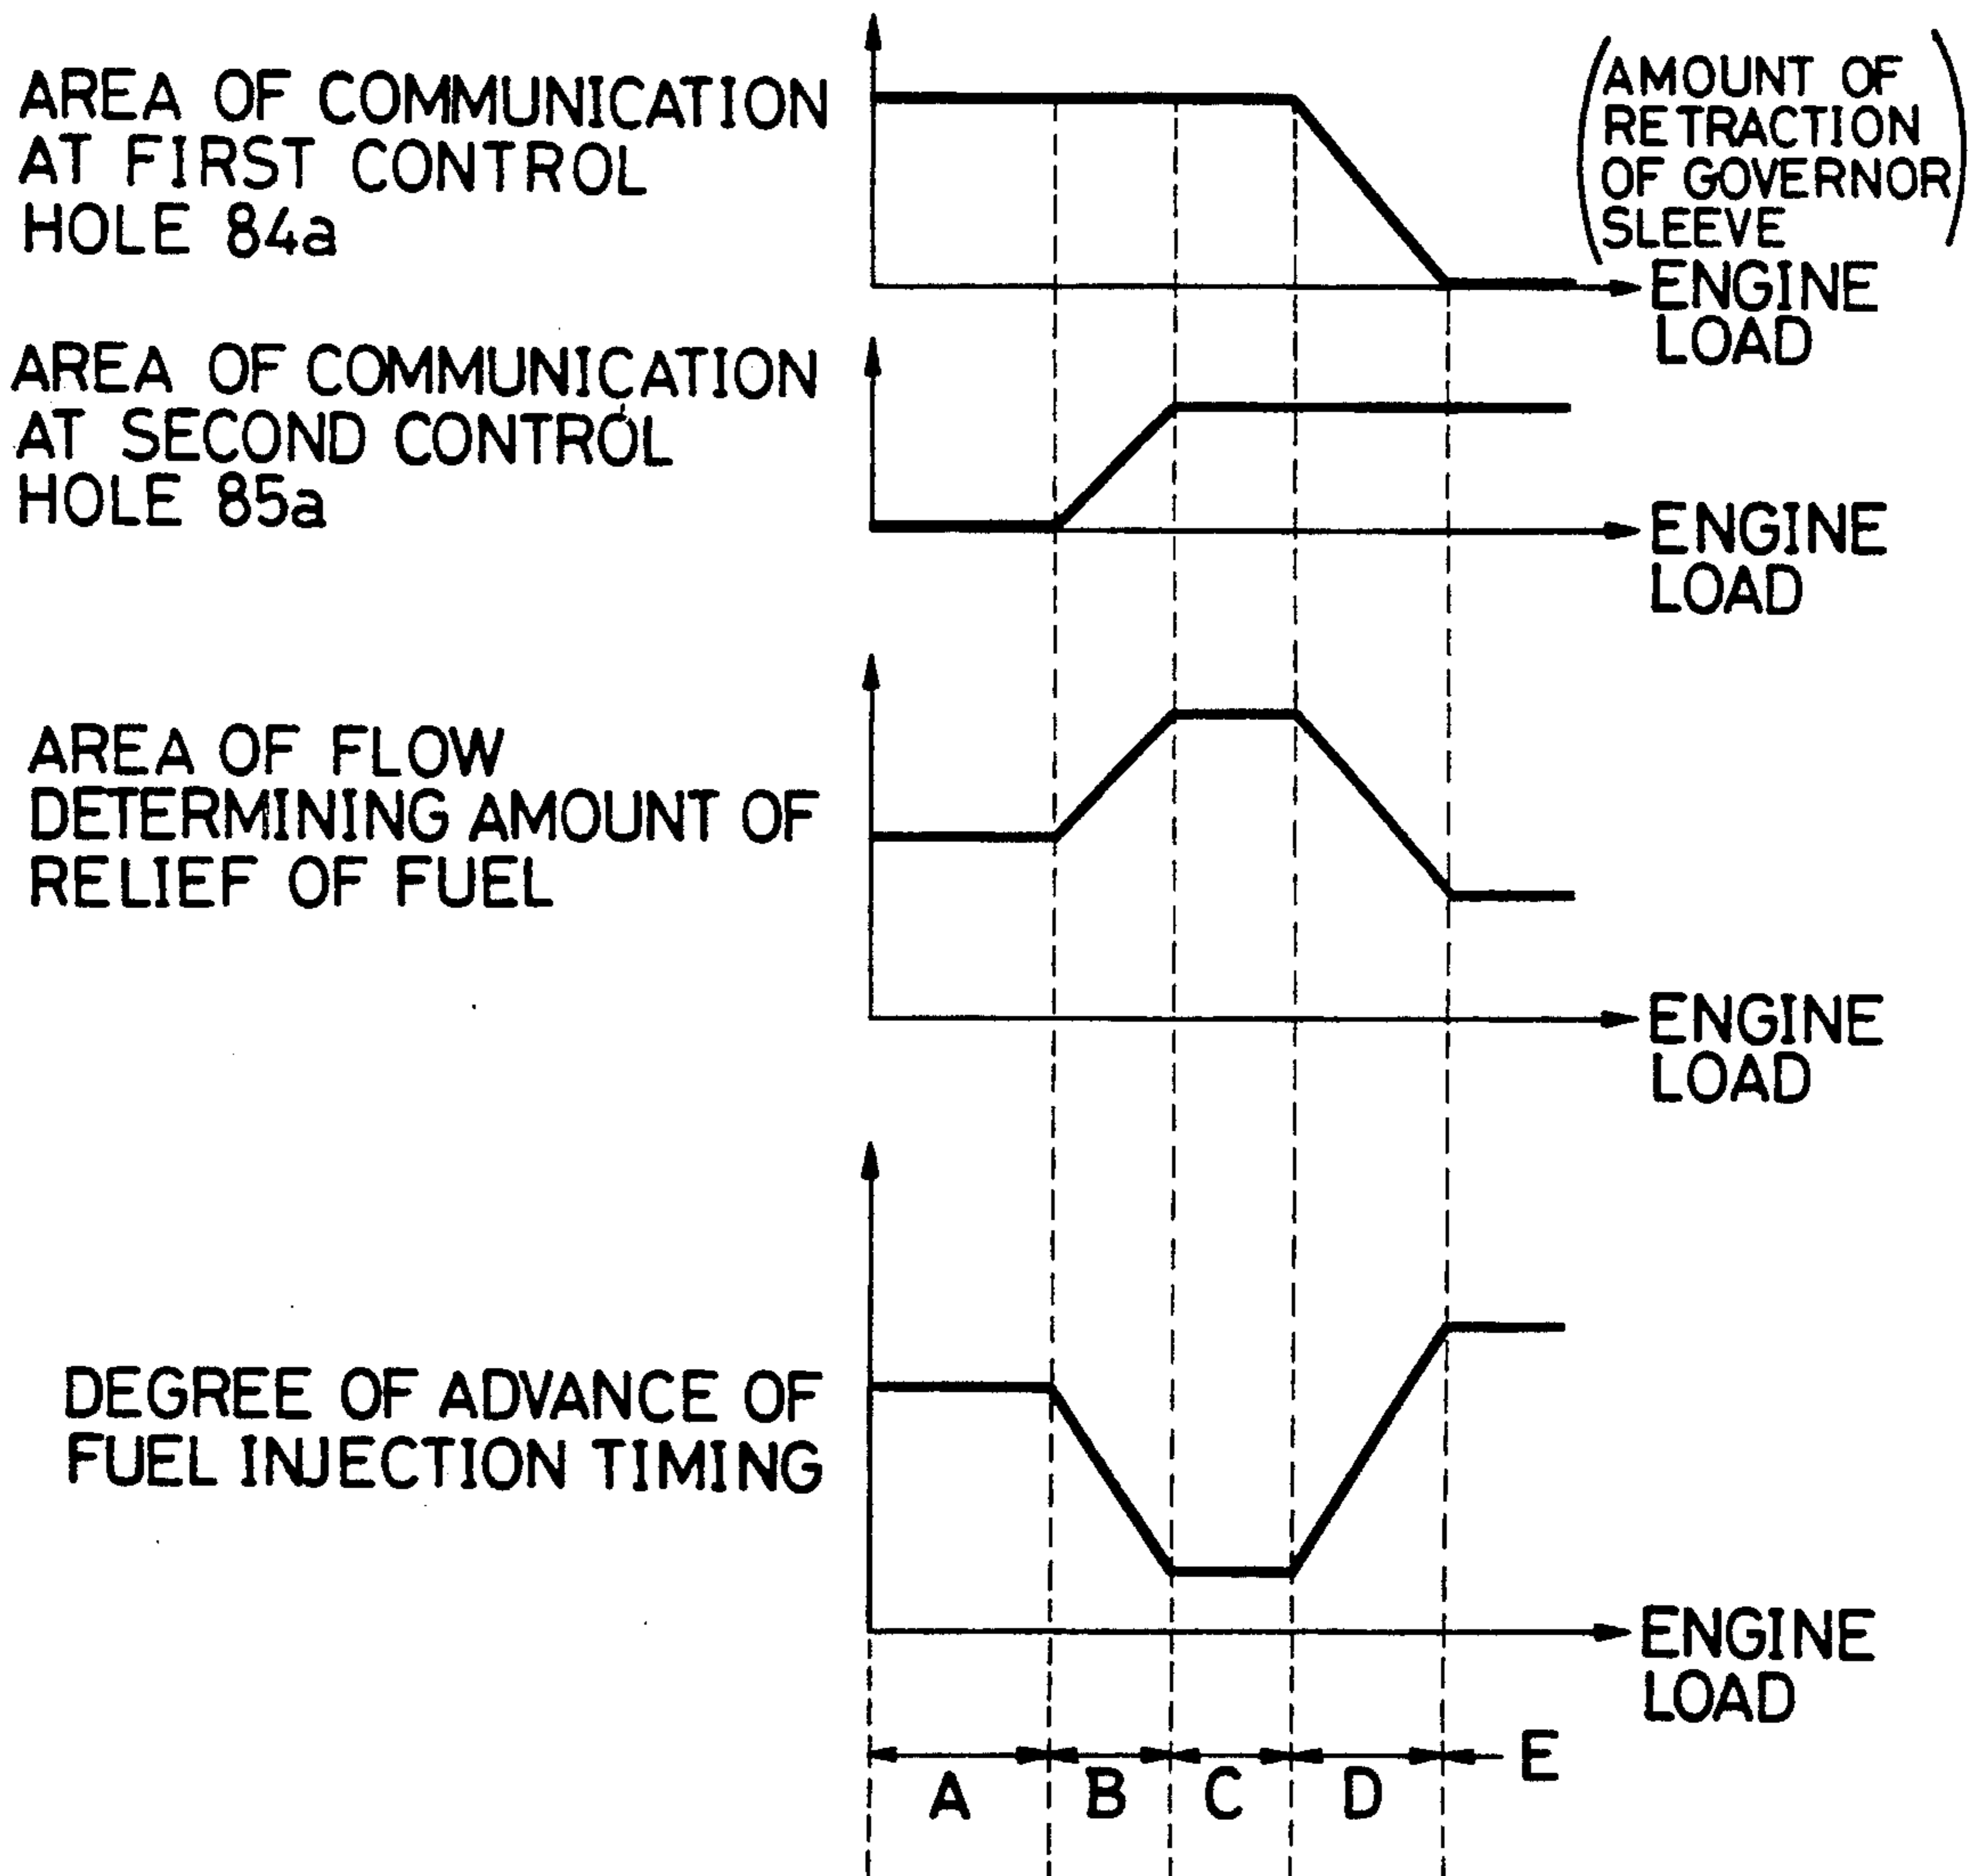 AREA OF COMMUNICATION
AT FIRST CONTROL
HOLE 84a
(AMOUNT OF
RETRACTION
OF GOVERNOR
SLEEVE)
ENGINE
LOAD
AREA OF COMMUNICATION
AT SECOND CONTROL
HOLE 85a
ENGINE
LOAD
AREA OF FLOW
DETERMINING AMOUNT OF
RELIEF OF FUEL
ENGINE
LOAD
DEGREE OF ADVANCE OF
FUEL INJECTION TIMING
ENGINE
LOAD
A B C D E